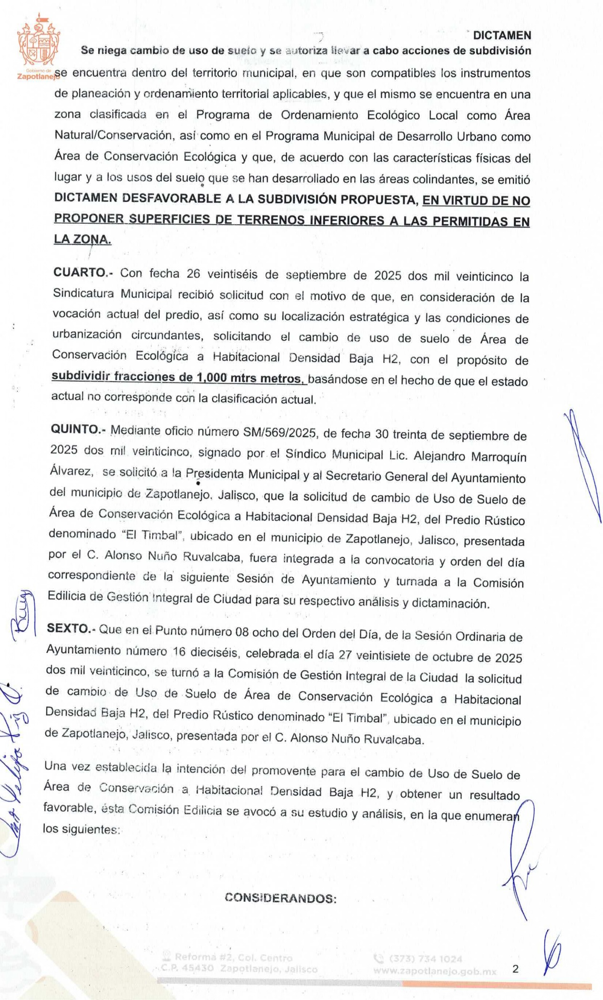 DICTAMEN
Se niega cambio de uso de suelo y se autoriza llevar a cabo acciones de subdivisión
Gobierno de
Zapotlanejo
se encuentra dentro del territorio municipal, en que son compatibles los instrumentos
de planeación y ordenamiento territorial aplicables, y que el mismo se encuentra en una
zona clasificada en el Programa de Ordenamiento Ecológico Local como Área
Natural/Conservación, así como en el Programa Municipal de Desarrollo Urbano como
Área de Conservación Ecológica y que, de acuerdo con las características físicas del
lugar y a los usos del suelo que se han desarrollado en las áreas colindantes, se emitió
DICTAMEN DESFAVORABLE A LA SUBDIVISIÓN PROPUESTA, EN VIRTUD DE NO
PROPONER SUPERFICIES DE TERRENOS INFERIORES A LAS PERMITIDAS EN
LA ZONA.
CUARTO.- Con fecha 26 veintiséis de septiembre de 2025 dos mil veinticinco la
Sindicatura Municipal recibió solicitud con el motivo de que, en consideración de la
vocación actual del predio, así como su localización estratégica y las condiciones de
urbanización circundantes, solicitando el cambio de uso de suelo de Área de
Conservación Ecológica a Habitacional Densidad Baja H2, con el propósito de
subdividir fracciones de 1,000 mtrs metros, basándose en el hecho de que el estado
actual no corresponde con la clasificación actual.
QUINTO.- Mediante oficio número SM/569/2025, de fecha 30 treinta de septiembre de
2025 dos mil veinticinco, signado por el Síndico Municipal Lic. Alejandro Marroquín
Álvarez, se solicitó a la Presidenta Municipal y al Secretario General del Ayuntamiento
del municipio de Zapotlanejo, Jalisco, que la solicitud de cambio de Uso de Suelo de
Área de Conservación Ecológica a Habitacional Densidad Baja H2, del Predio Rústico
denominado “El Timbal”, ubicado en el municipio de Zapotlanejo, Jalisco, presentada
por el C. Alonso Nuño Ruvalcaba, fuera integrada a la convocatoria y orden del día
correspondiente de la siguiente Sesión de Ayuntamiento y turnada a la Comisión
Edilicia de Gestión Integral de Ciudad para su respectivo análisis y dictaminación.
SEXTO.- Que en el Punto número 08 ocho del Orden del Día, de la Sesión Ordinaria de
Ayuntamiento número 16 dieciséis, celebrada el día 27 veintisiete de octubre de 2025
dos mil veinticinco, se turnó a la Comisión de Gestión Integral de la Ciudad la solicitud
de cambio de Uso de Suelo de Área de Conservación Ecológica a Habitacional
Densidad Baja H2, del Predio Rústico denominado “El Timbal”, ubicado en el municipio
de Zapotlanejo, Jalisco, presentada por el C. Alonso Nuño Ruvalcaba.
Una vez establecida la intención del promovente para el cambio de Uso de Suelo de
Área de Conservación a Habitacional Densidad Baja H2, y obtener un resultado
favorable, ésta Comisión Edilicia se avocó a su estudio y análisis, en la que enumeran
los siguientes:
CONSIDERANDOS:
Reforma #2, Col. Centro
C.P. 45430 Zapotlanejo, Jalisco
(373) 734 1024
www.zapotlanejo.gob.mx
2